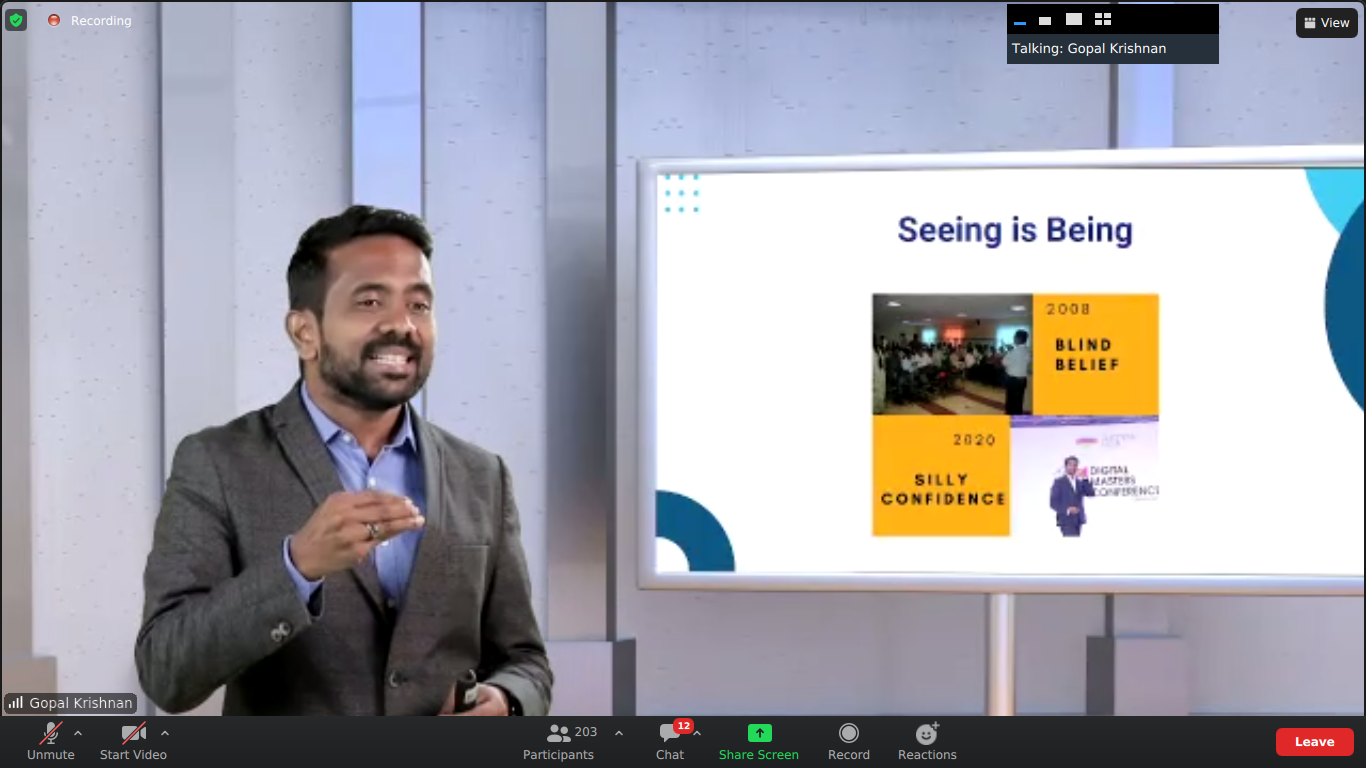 Recording
Talking: Gopal Krishnan
View
Seeing is Being
2008
BLIND
BELIEF
2020
SILLY
CONFIDENCE
DIGITAL
MASTERS
CONFERENCE
Gopal Krishnan
Unmute
Start Video
203
Participants
12
Chat
Share Screen
Record
Reactions
Leave